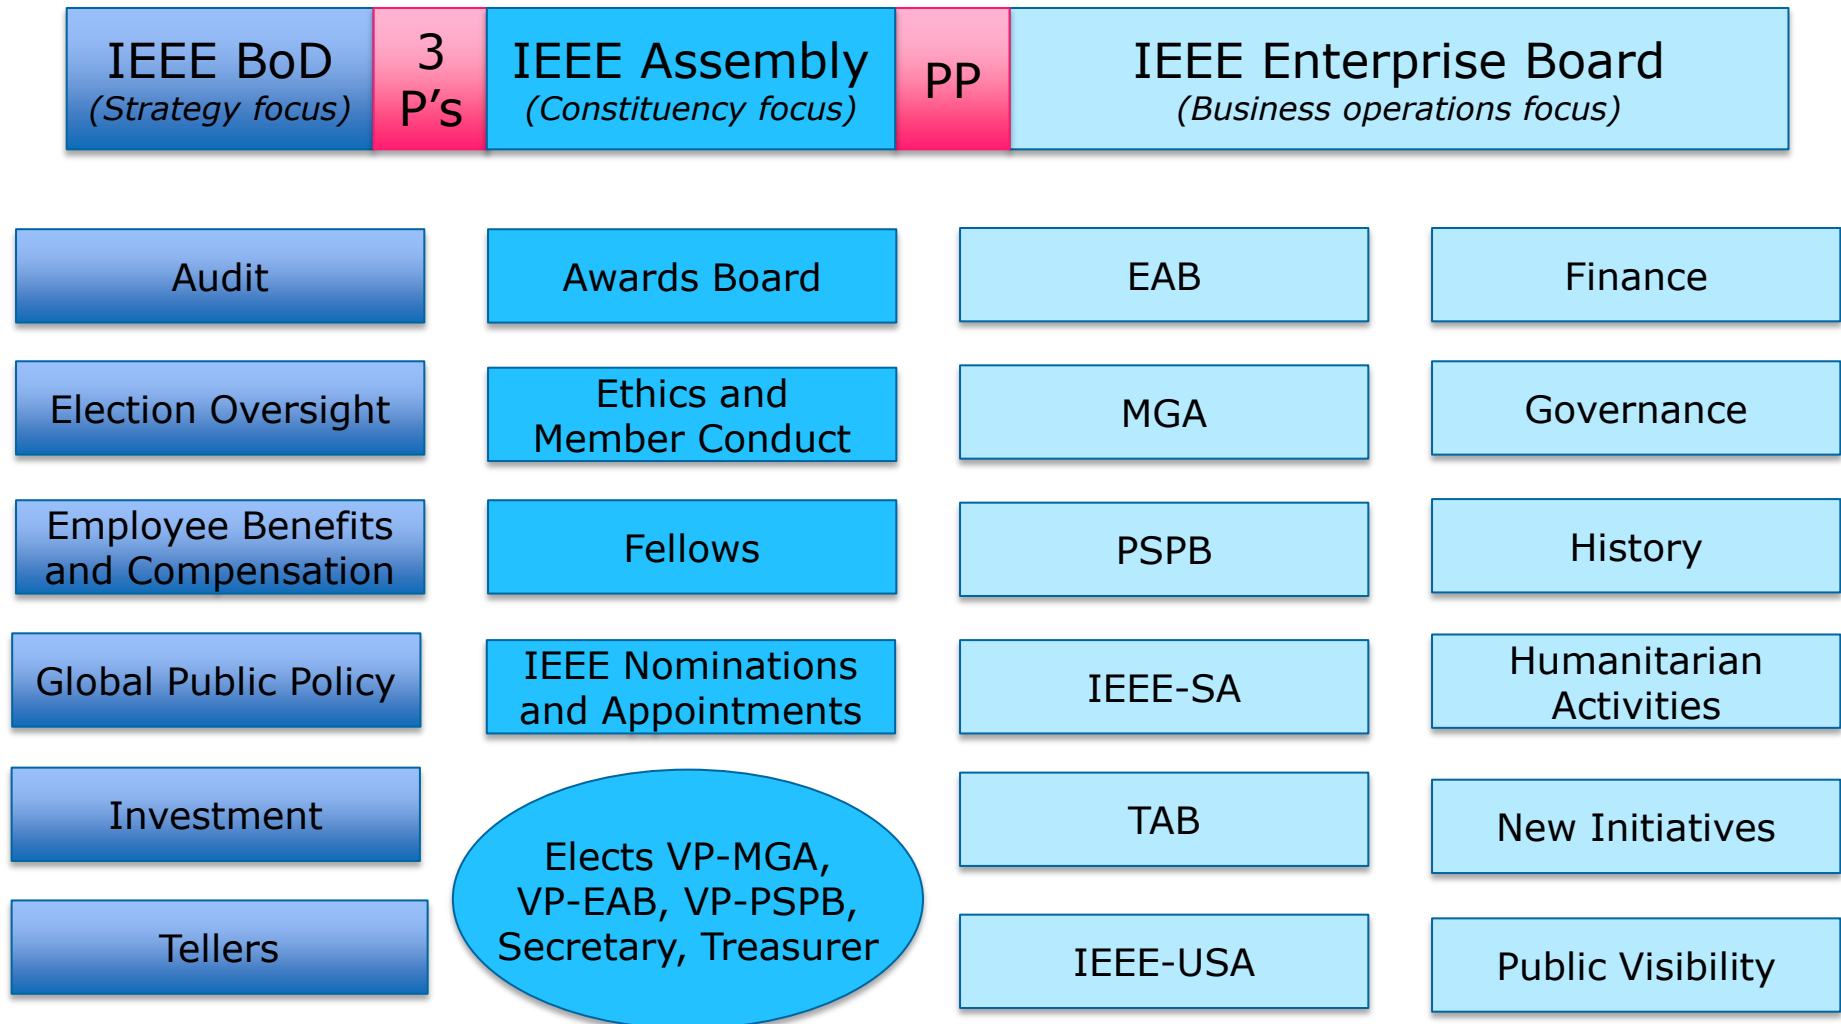 IEEE BoD
(Strategy focus)
3
P's
IEEE Assembly
(Constituency focus)
PP
IEEE Enterprise Board
(Business operations focus)
Audit
Awards Board
EAB
Finance
Election Oversight
Ethics and
Member Conduct
MGA
Governance
Employee Benefits
and Compensation
Fellows
PSPB
History
Global Public Policy
IEEE Nominations
and Appointments
IEEE-SA
Humanitarian
Activities
Investment
Elects VP-MGA,
VP-EAB, VP-PSPB,
Secretary, Treasurer
TAB
New Initiatives
Tellers
IEEE-USA
Public Visibility